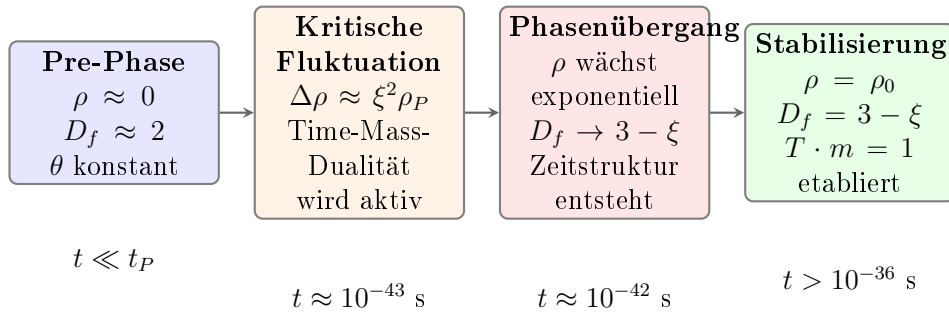 Pre-Phase
ρ ≈ 0
D_f ≈ 2
θ konstant
Kritische
Fluktuation
Δρ ≈ ξ²ρ_P
Time-Mass-
Dualität
wird aktiv
Phasenübergang
ρ wächst
exponentiell
D_f → 3 − ξ
Zeitstruktur
entsteht
Stabilisierung
ρ = ρ₀
D_f = 3 − ξ
T · m = 1
etabliert
t ≪ t_P
t ≈ 10⁻⁴³ s
t ≈ 10⁻⁴² s
t > 10⁻³⁶ s